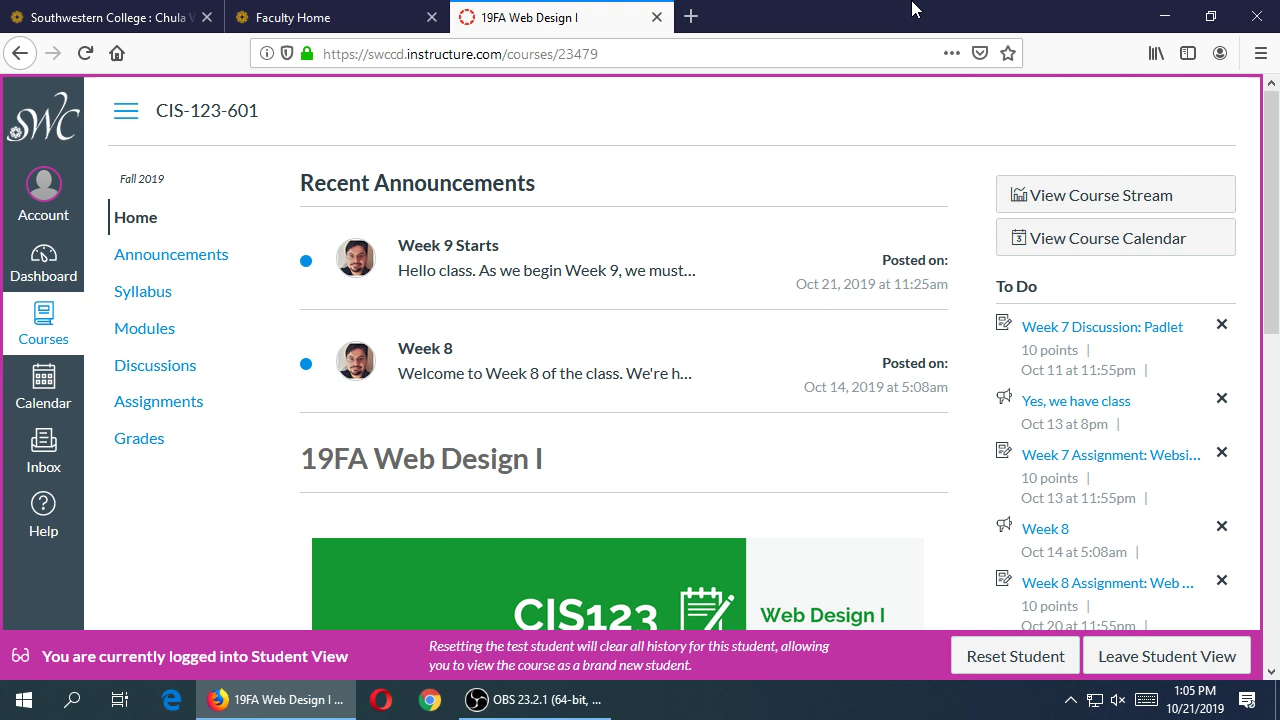 Southwestern College : Chula V
Faculty Home
19FA Web Design I
https://swccd.instructure.com/courses/23479
SWC
CIS-123-601
Account
Dashboard
Courses
Calendar
Inbox
Help
Fall 2019
Home
Announcements
Syllabus
Modules
Discussions
Assignments
Grades
Recent Announcements
Week 9 Starts
Hello class. As we begin Week 9, we must...
Posted on:
Oct 21, 2019 at 11:25am
Week 8
Welcome to Week 8 of the class. We're h...
Posted on:
Oct 14, 2019 at 5:08am
19FA Web Design I
CIS123
Web Design I
View Course Stream
3 View Course Calendar
To Do
Week 7 Discussion: Padlet
10 points |
Oct 11 at 11:55pm |
Yes, we have class
Oct 13 at 8pm |
Week 7 Assignment: Websi...
10 points |
Oct 13 at 11:55pm |
Week 8
Oct 14 at 5:08am |
Week 8 Assignment: Web ...
10 points |
Oct 20 at 11:55pm |
You are currently logged into Student View
Resetting the test student will clear all history for this student, allowing
you to view the course as a brand new student.
Reset Student
Leave Student View
19FA Web Design I ...
OBS 23.2.1 (64-bit, ...
1:05 PM
10/21/2019